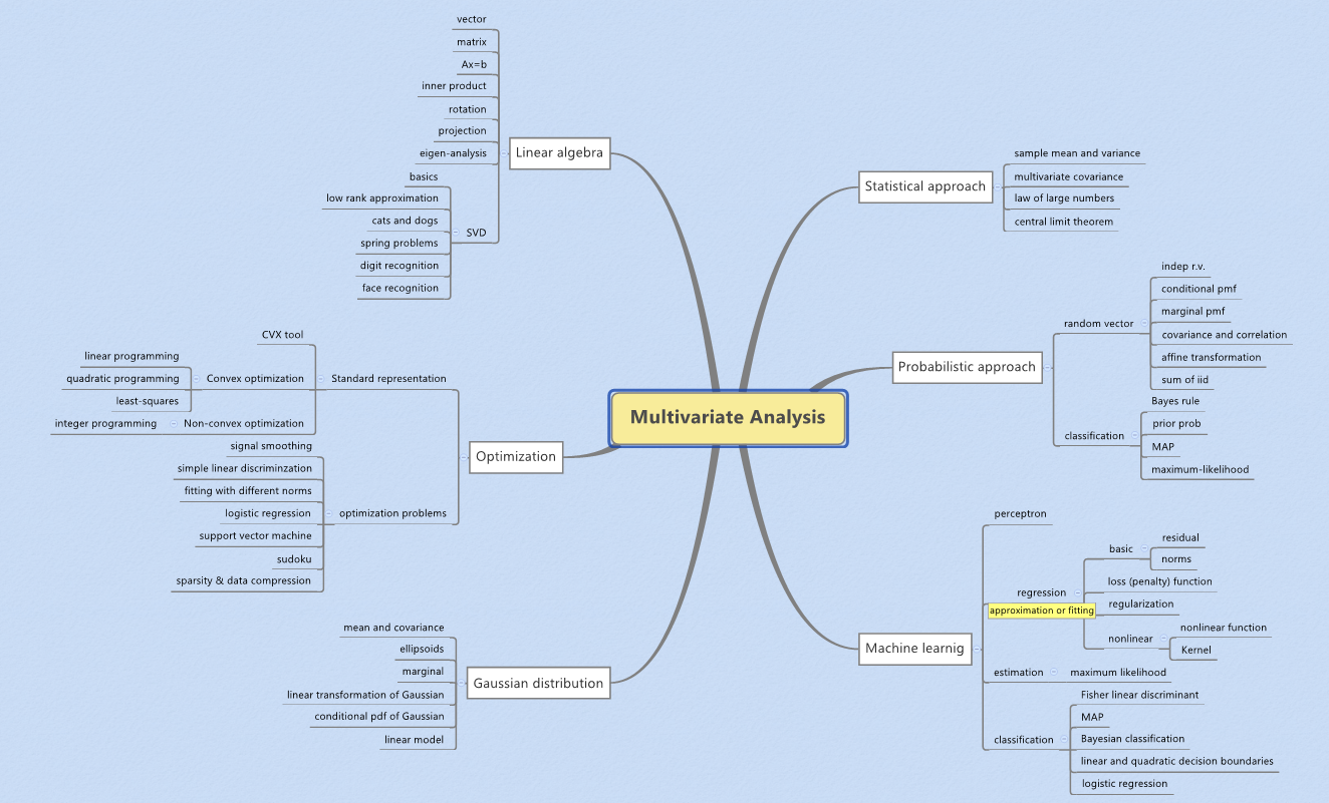 Multivariate Analysis
Linear algebra
vector
matrix
Ax=b
inner product
rotation
projection
eigen-analysis
SVD
basics
low rank approximation
cats and dogs
spring problems
digit recognition
face recognition
Optimization
Standard representation
CVX tool
Convex optimization
linear programming
quadratic programming
least-squares
Non-convex optimization
integer programming
optimization problems
signal smoothing
simple linear discriminzation
fitting with different norms
logistic regression
support vector machine
sudoku
sparsity & data compression
Gaussian distribution
mean and covariance
ellipsoids
marginal
linear transformation of Gaussian
conditional pdf of Gaussian
linear model
Statistical approach
sample mean and variance
multivariate covariance
law of large numbers
central limit theorem
Probabilistic approach
random vector
indep r.v.
conditional pmf
marginal pmf
covariance and correlation
affine transformation
sum of iid
classification
Bayes rule
prior prob
MAP
maximum-likelihood
Machine learnig
perceptron
regression
approximation or fitting
basic
residual
norms
loss (penalty) function
regularization
nonlinear
nonlinear function
Kernel
estimation
maximum likelihood
classification
Fisher linear discriminant
MAP
Bayesian classification
linear and quadratic decision boundaries
logistic regression